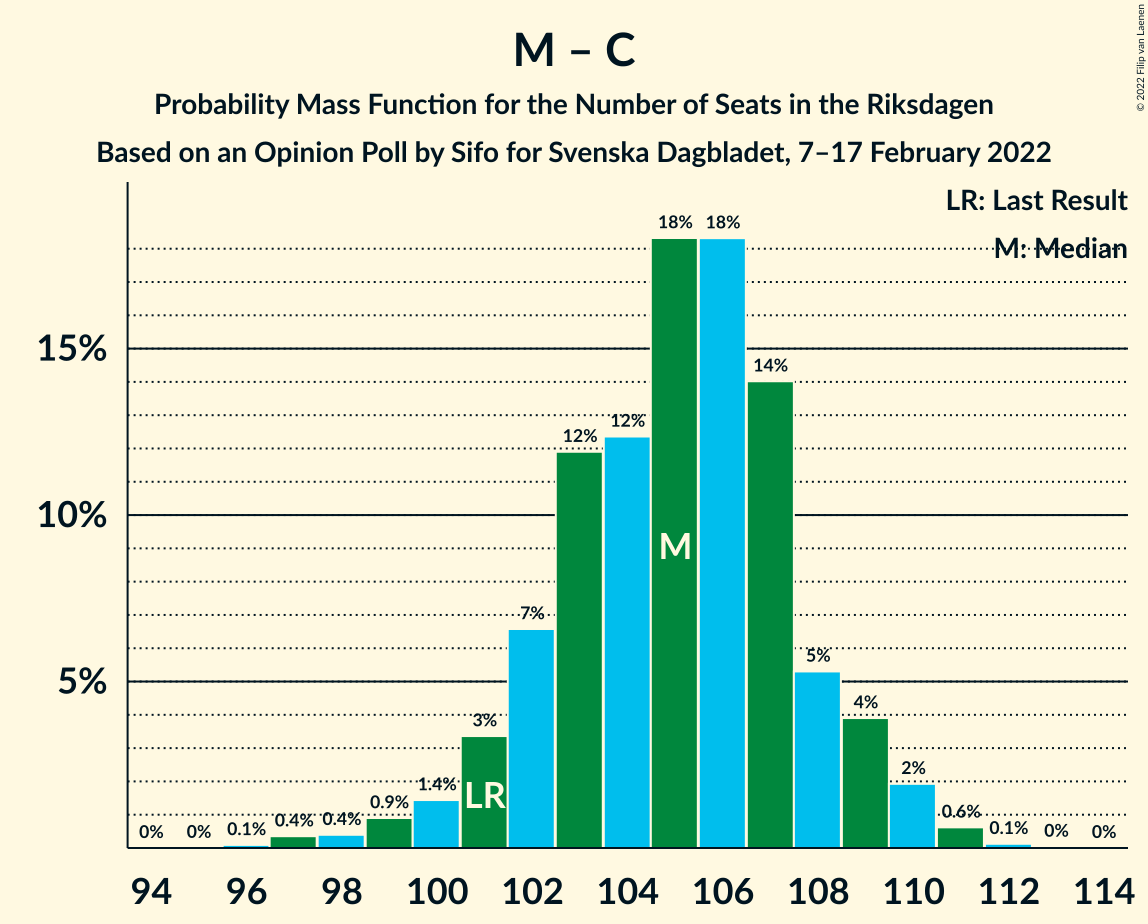 M – C
Probability Mass Function for the Number of Seats in the Riksdagen
Based on an Opinion Poll by Sifo for Svenska Dagbladet, 7–17 February 2022
© 2022 Filip van Laenen
LR: Last Result
M: Median
15%
10%
5%
0% 0% 0.1% 0.4% 0.4% 0.9% 1.4% 3% 7% 12% 12% 18% 18% 14% 5% 4% 2% 0.6% 0.1% 0% 0%
M
LR
94 96 98 100 102 104 106 108 110 112 114